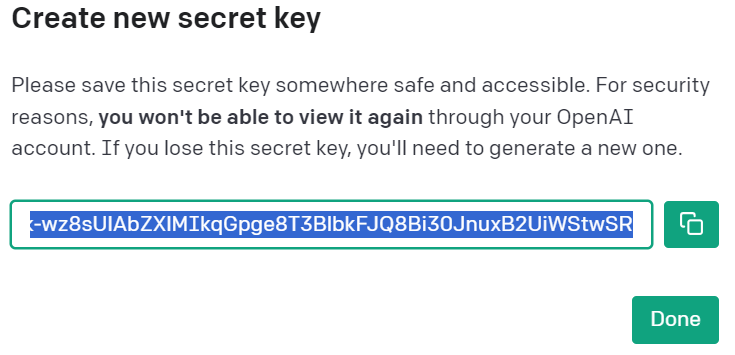 Create new secret key
Please save this secret key somewhere safe and accessible. For security
reasons, you won't be able to view it again through your OpenAI
account. If you lose this secret key, you'll need to generate a new one.
Done